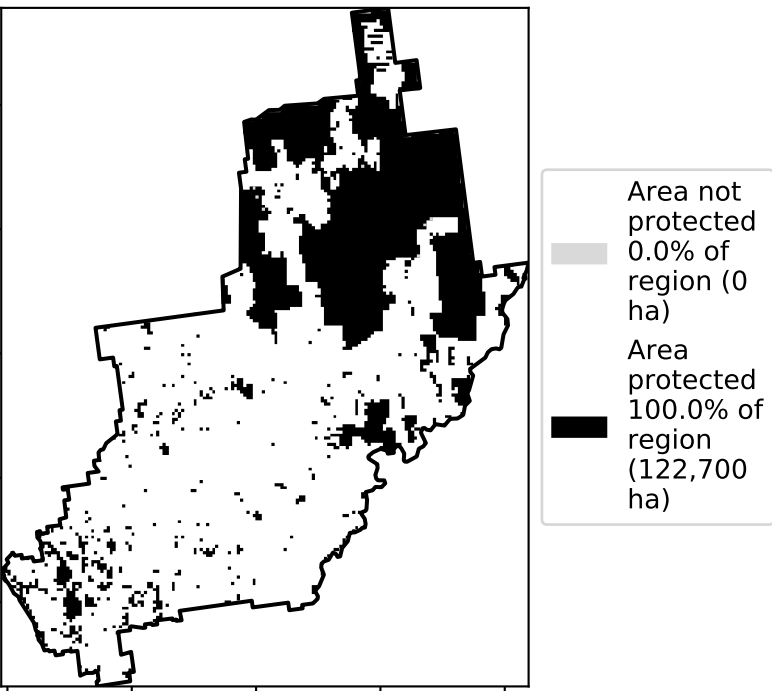 Area not
protected
0.0% of
region (0
ha)
Area
protected
100.0% of
region
(122,700
ha)